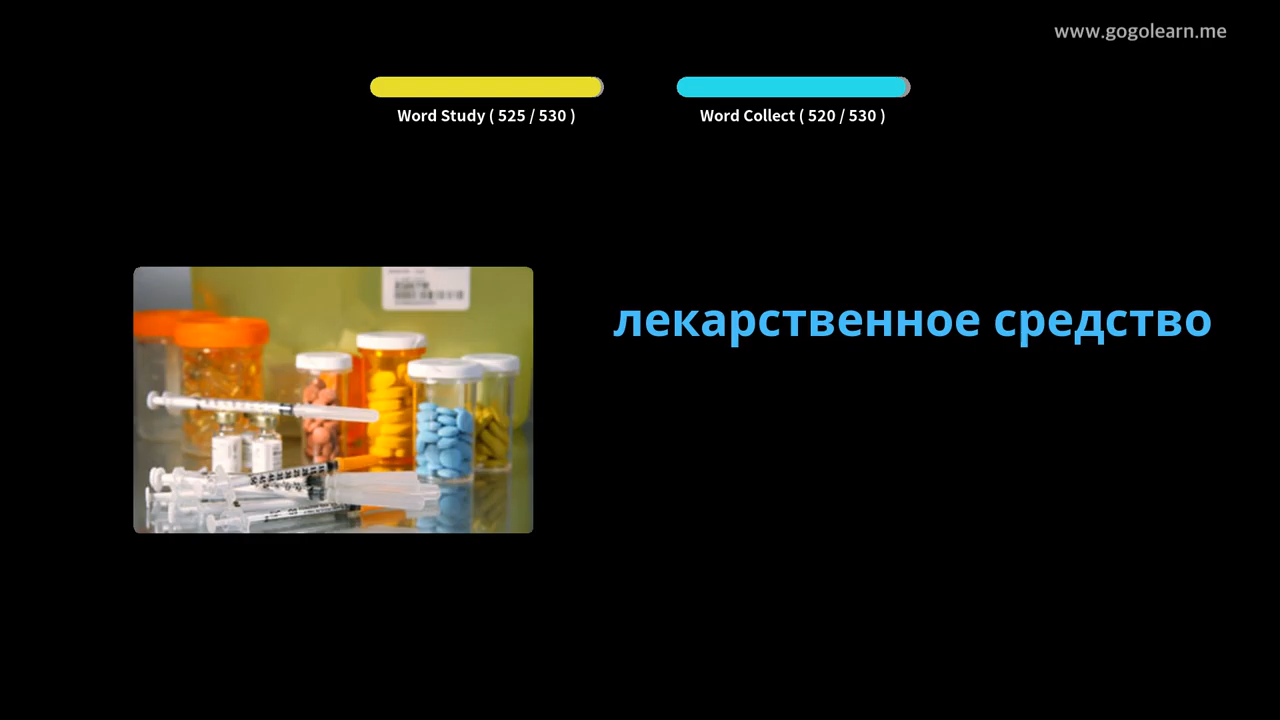 www.gogolearn.me
Word Study ( 525 / 530 )
Word Collect ( 520 / 530 )
лекарственное средство